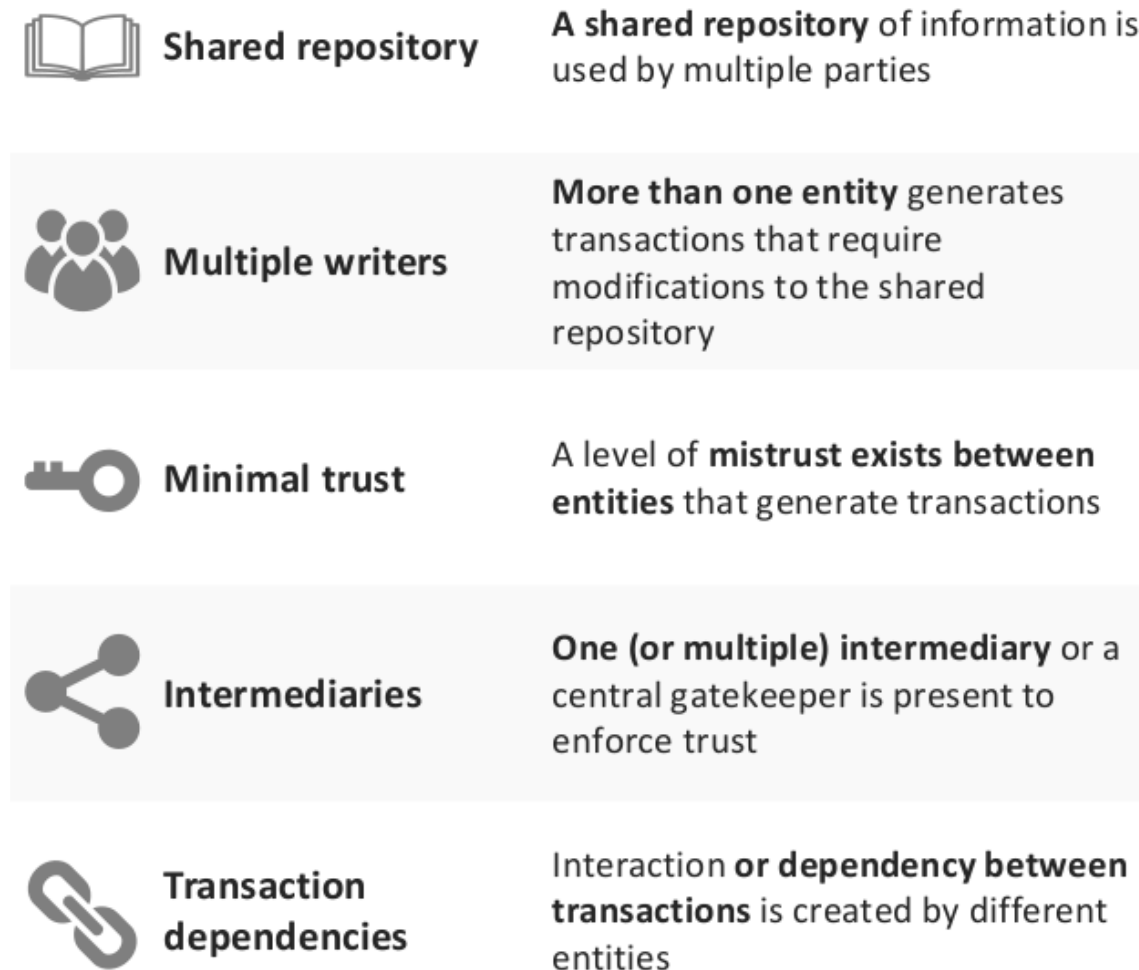 Shared repository
A shared repository of information is
used by multiple parties
Multiple writers
More than one entity generates
transactions that require
modifications to the shared
repository
Minimal trust
A level of mistrust exists between
entities that generate transactions
Intermediaries
One (or multiple) intermediary or a
central gatekeeper is present to
enforce trust
Transaction
dependencies
Interaction or dependency between
transactions is created by different
entities